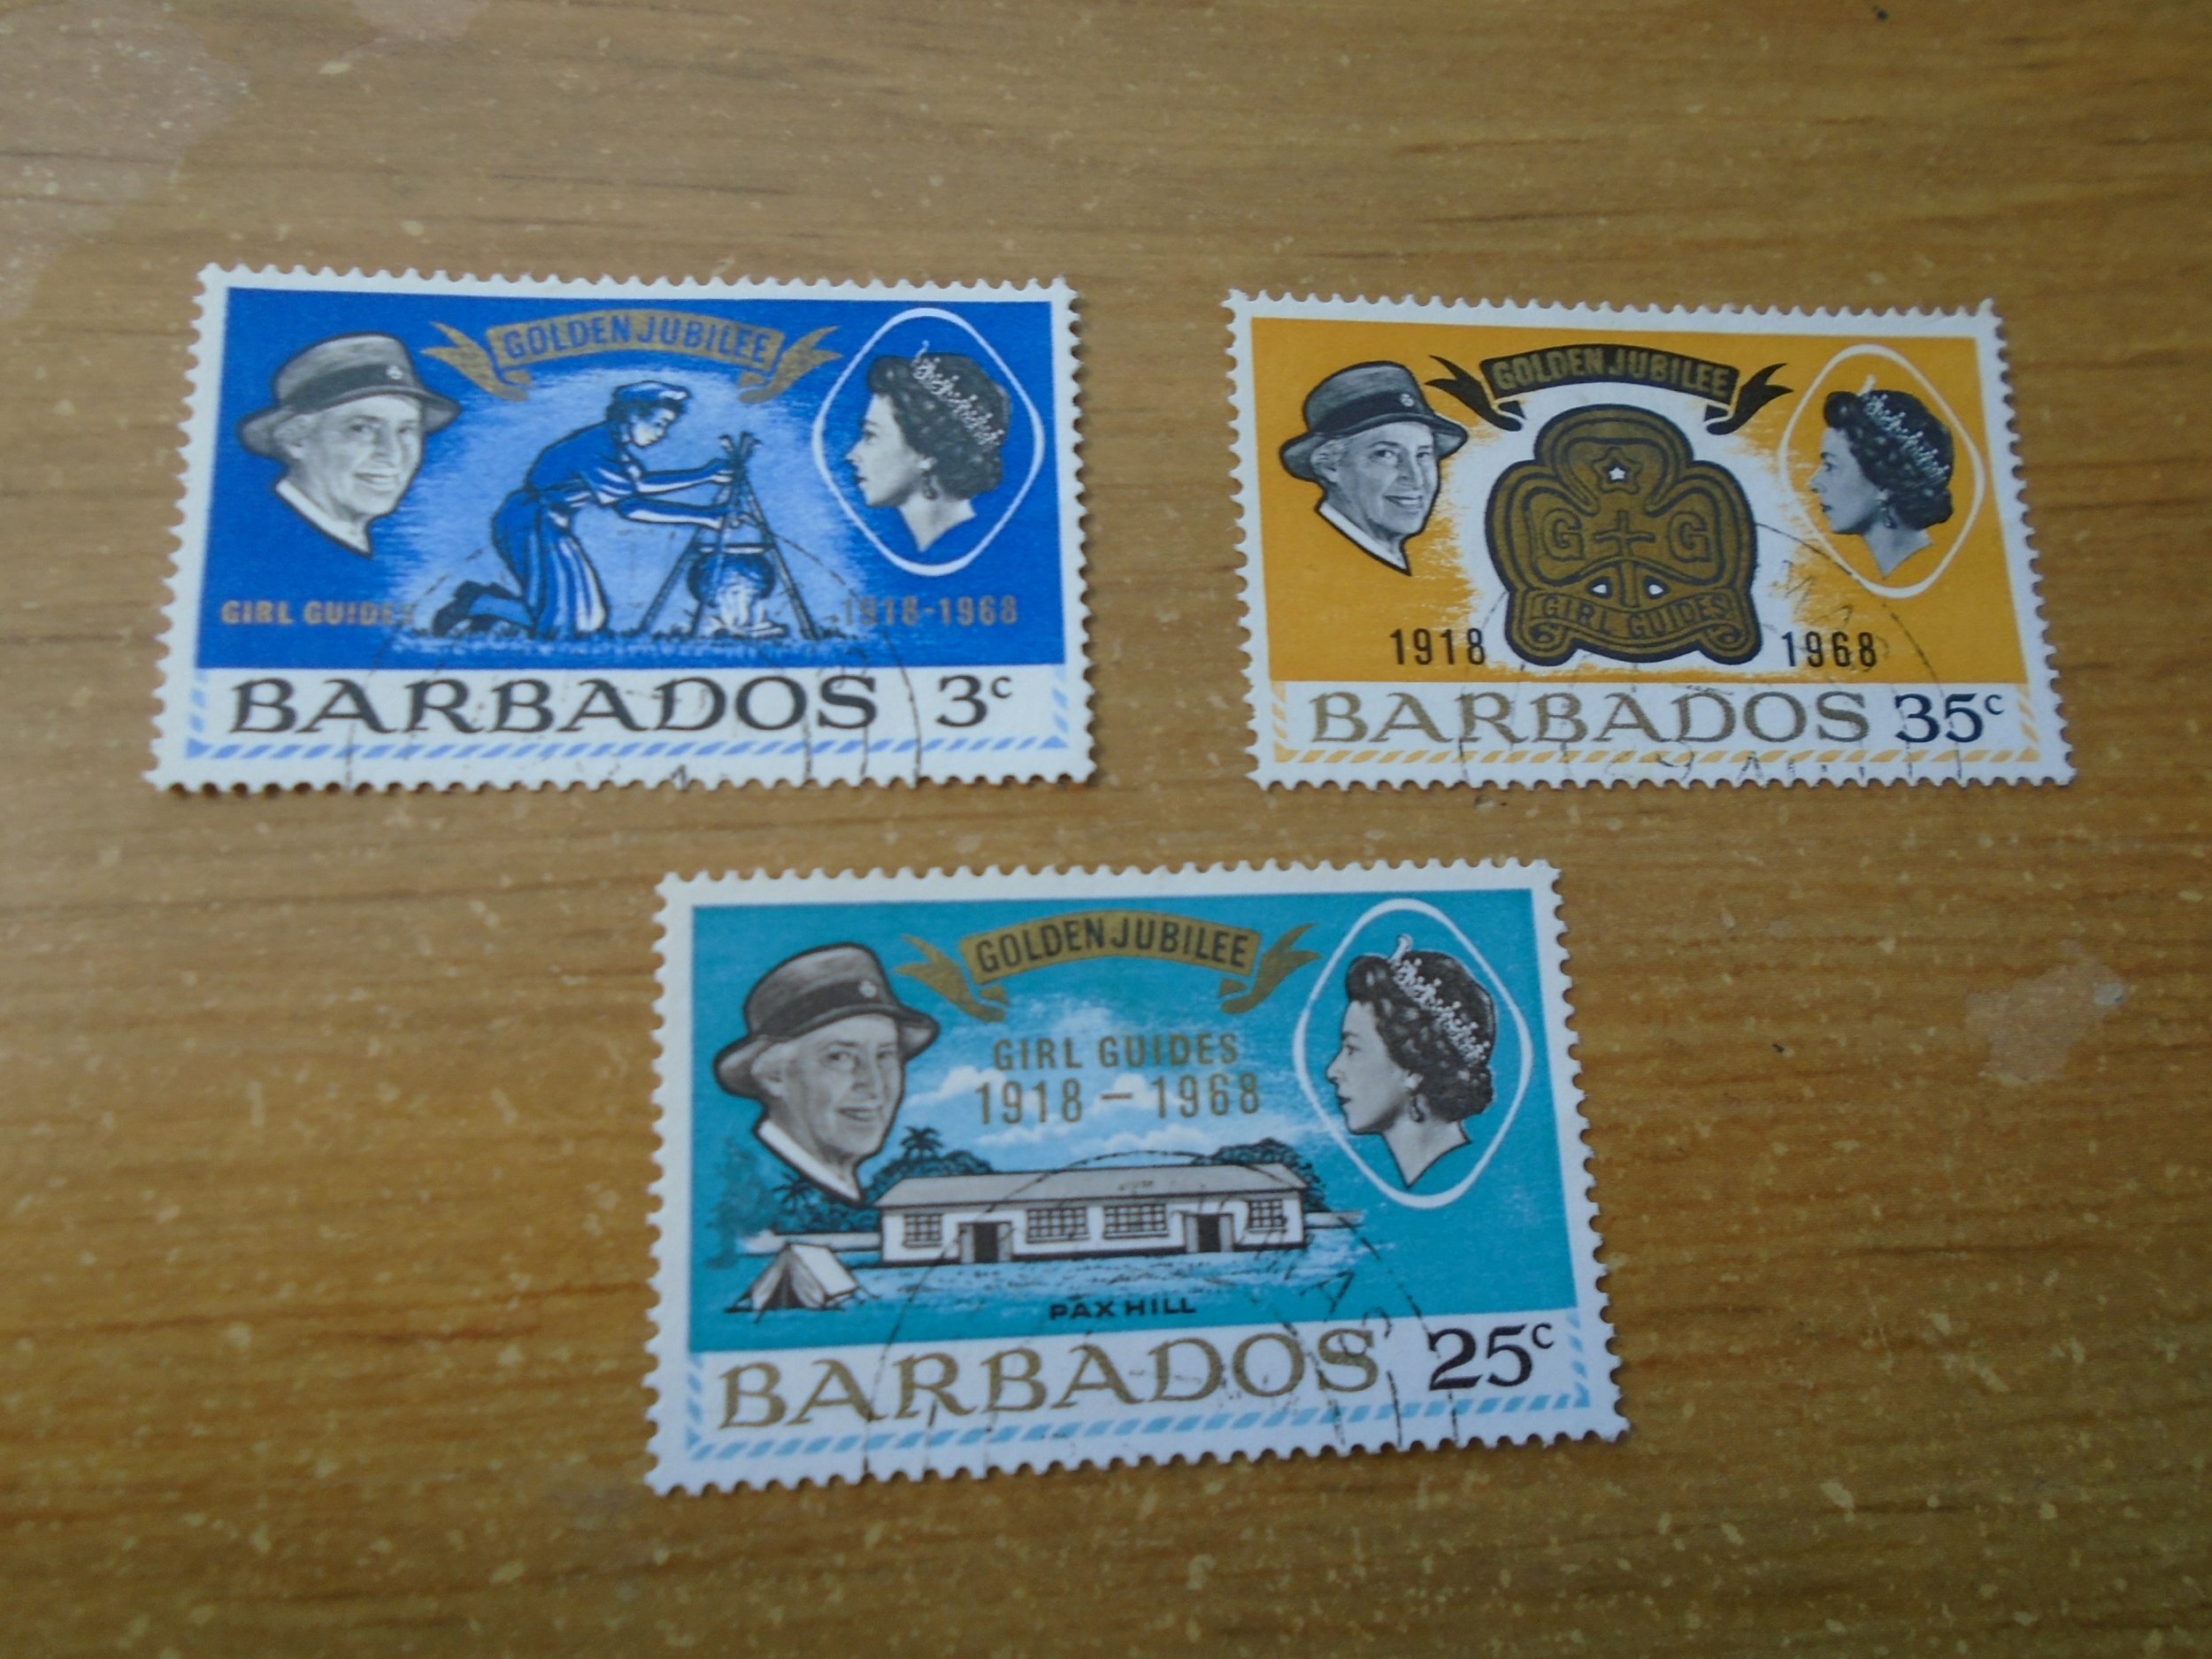 GOLDEN JUBILEE
GIRL GUIDES 1918-1968
BARBADOS 3c
GOLDEN JUBILEE
G G
GIRL GUIDES
1918 1968
BARBADOS 35c
GOLDEN JUBILEE
GIRL GUIDES
1918 - 1968
PAX HILL
BARBADOS 25c